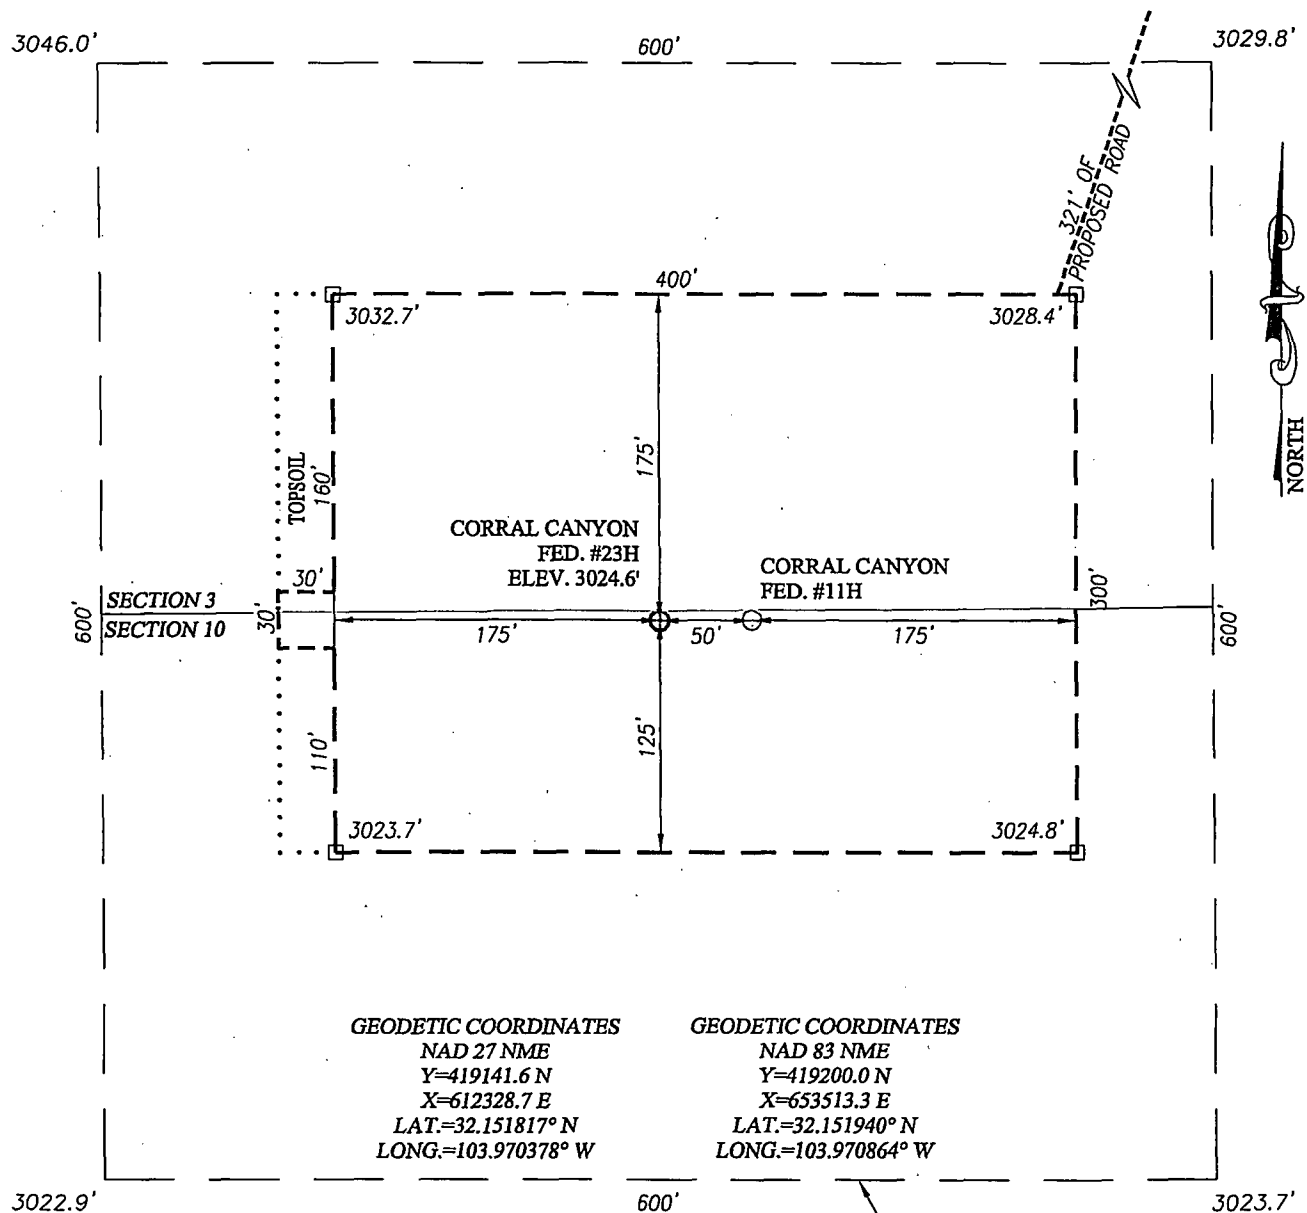 3046.0'
600'
3029.8'
321' OF
PROPOSED ROAD
400'
3032.7'
3028.4'
NORTH
175'
TOPSOIL
160'
CORRAL CANYON
FED. #23H
ELEV. 3024.6'
CORRAL CANYON
FED. #11H
30'
300'
SECTION 3
SECTION 10
600'
30'
175'
50'
175'
600'
125'
110'
3023.7'
3024.8'
GEODETIC COORDINATES
NAD 27 NME
Y=419141.6 N
X=612328.7 E
LAT.=32.151817° N
LONG.=103.970378° W
GEODETIC COORDINATES
NAD 83 NME
Y=419200.0 N
X=653513.3 E
LAT.=32.151940° N
LONG.=103.970864° W
3022.9'
600'
3023.7'